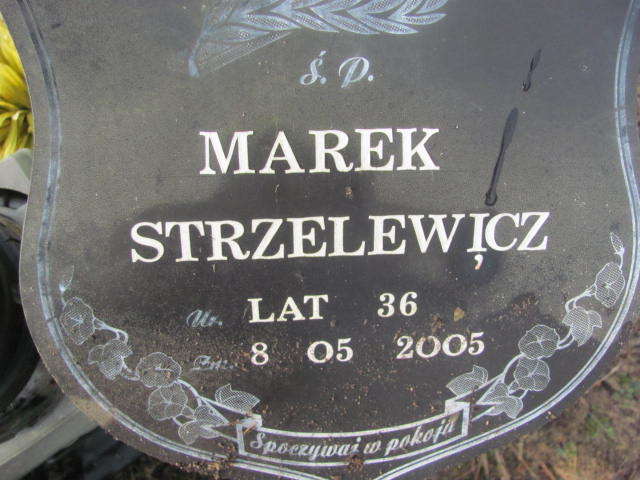 Ś. P.
MAREK
STRZELEWICZ
Ur. LAT 36
Zm. 8 05 2005
Spoczywaj w pokoju